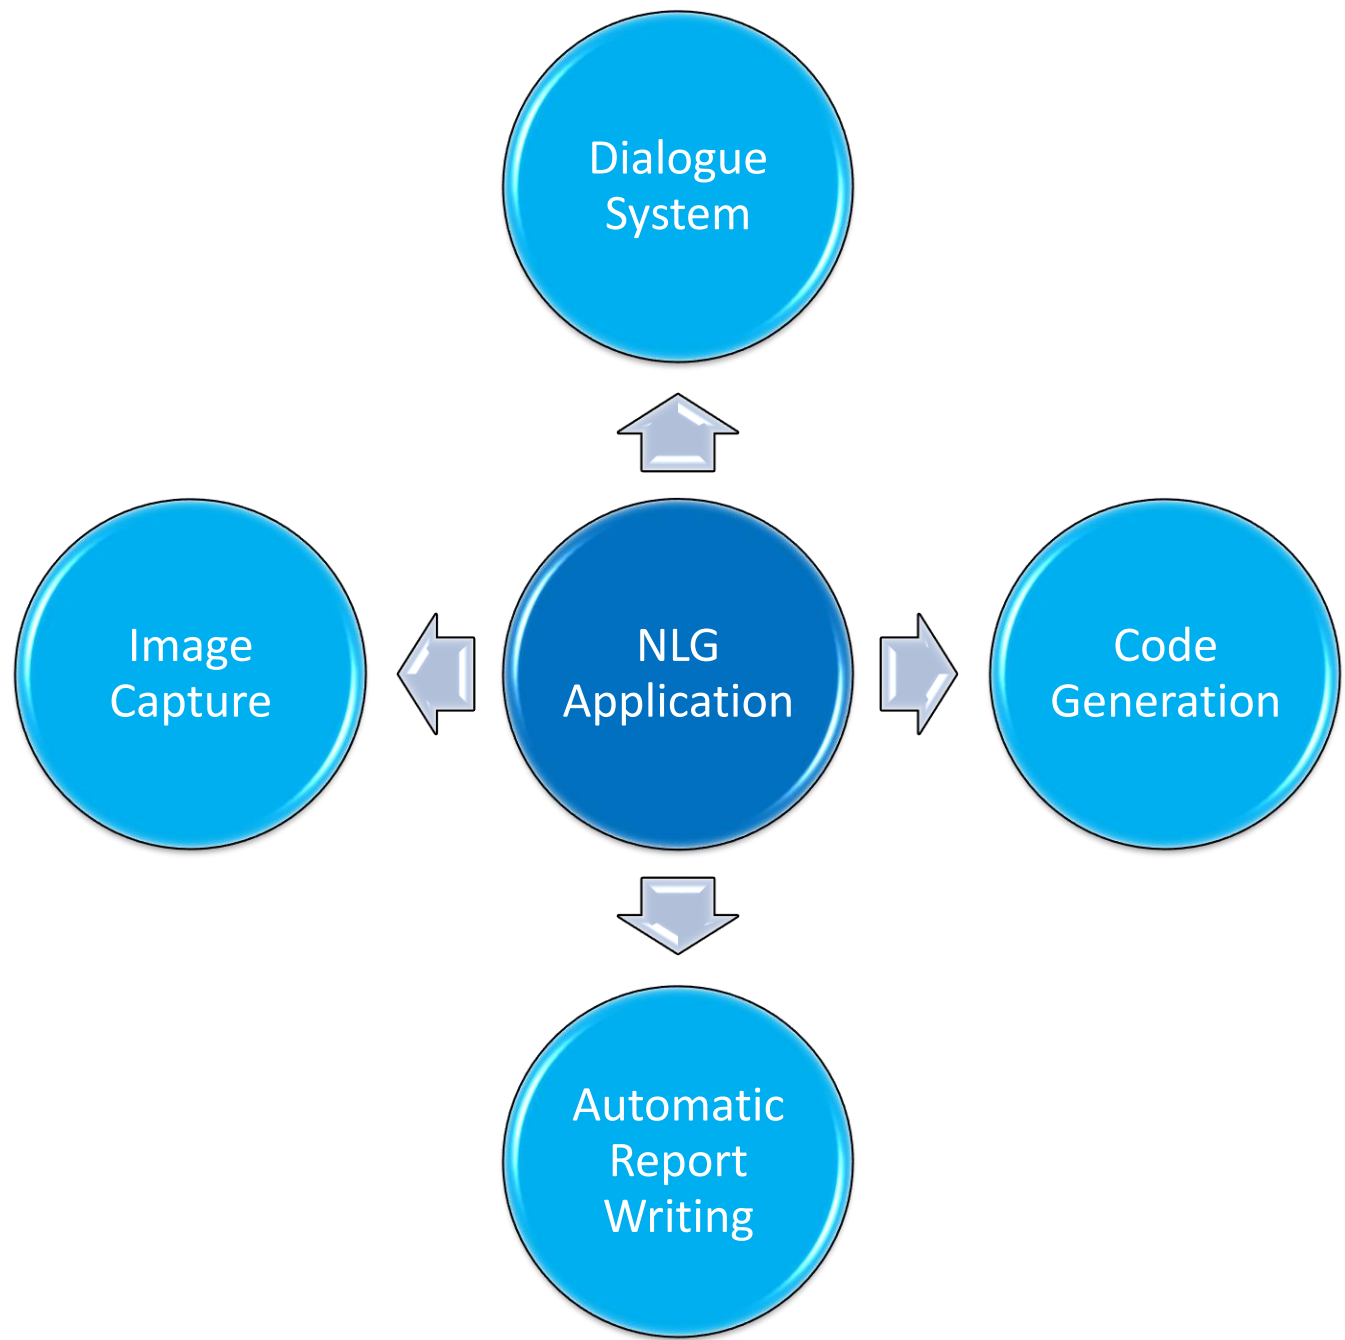 Dialogue
System
Image
Capture
NLG
Application
Code
Generation
Automatic
Report
Writing